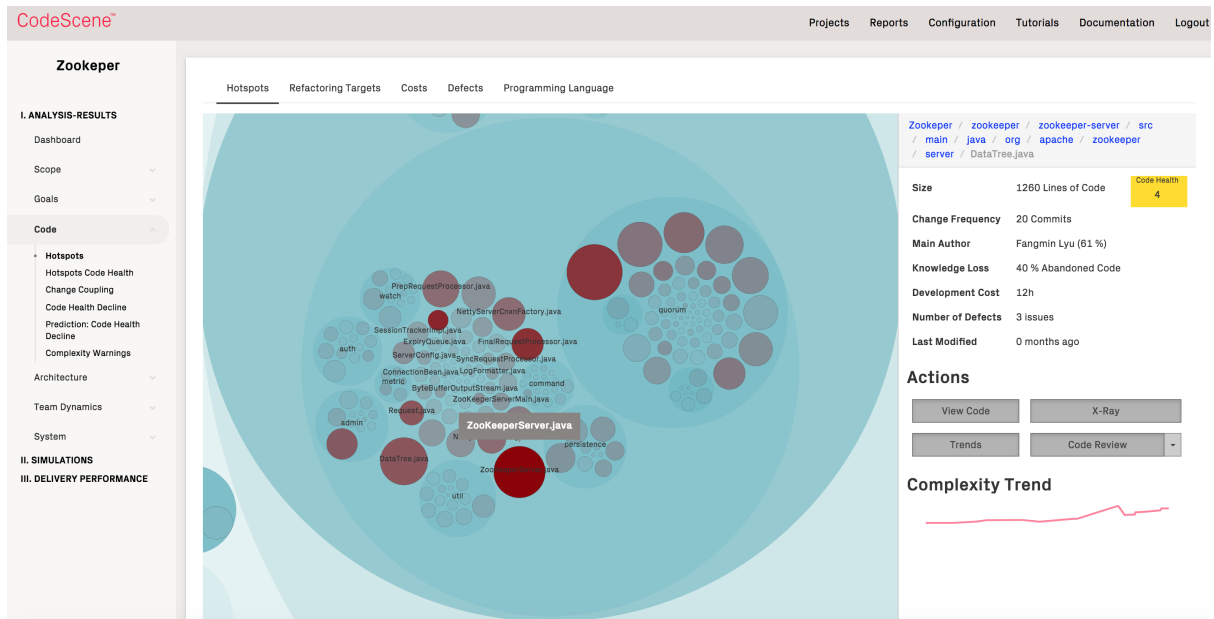 CodeScene™
Projects Reports Configuration Tutorials Documentation Logout
Zookeper
I. ANALYSIS-RESULTS
Dashboard
Scope
Goals
Code
Hotspots
Hotspots Code Health
Change Coupling
Code Health Decline
Prediction: Code Health
Decline
Complexity Warnings
Architecture
Team Dynamics
System
II. SIMULATIONS
III. DELIVERY PERFORMANCE
Hotspots Refactoring Targets Costs Defects Programming Language
PrepRequestProcessor.java
watch
NettyServerCnxnFactory.java
quorum
SessionTrackerImpl.java
ExpiryQueue.java
FinalRequestProcessor.java
auth
ServerConfig.java
SyncRequestProcessor.java
ConnectionBean.java
LogFormatter.java
metric
command
ByteBufferOutputStream.java
ZooKeeperServerMain.java
Request.java
admin
ZooKeeperServer.java
persistence
DataTree.java
util
Zookeper / zookeeper / zookeeper-server / src
/ main / java / org / apache / zookeeper
/ server / DataTree.java
Size 1260 Lines of Code
Code Health
4
Change Frequency 20 Commits
Main Author Fangmin Lyu (61 %)
Knowledge Loss 40 % Abandoned Code
Development Cost 12h
Number of Defects 3 issues
Last Modified 0 months ago
Actions
View Code X-Ray
Trends Code Review
Complexity Trend